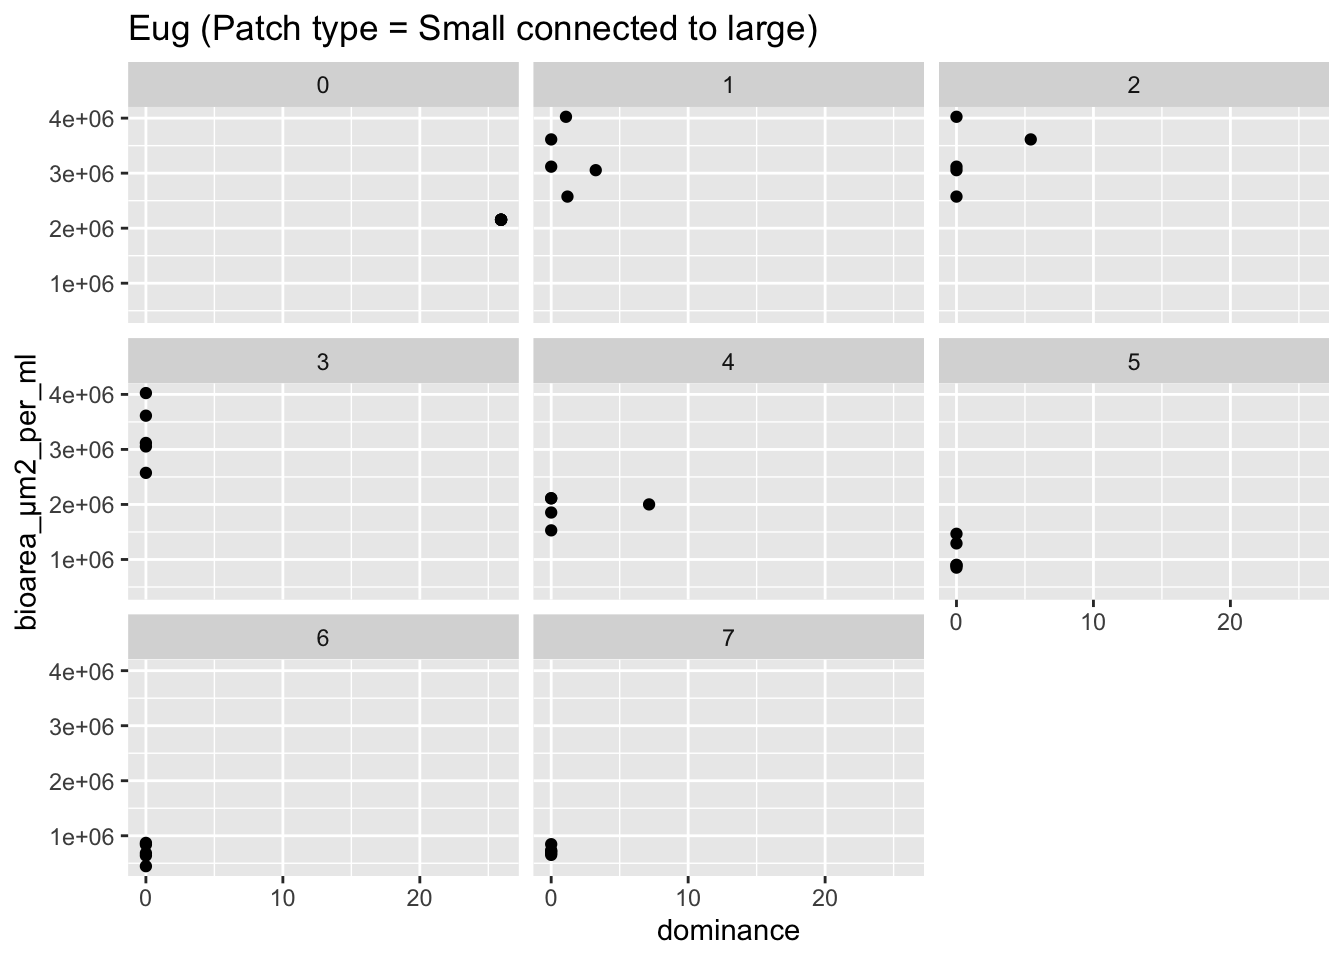 Eug (Patch type = Small connected to large)
0 1 2
4e+06
3e+06
2e+06
1e+06
3 4 5
4e+06
3e+06
2e+06
1e+06
0 10 20
6 7
4e+06
3e+06
2e+06
1e+06
0 10 20 0 10 20
dominance
bioarea_µm2_per_ml